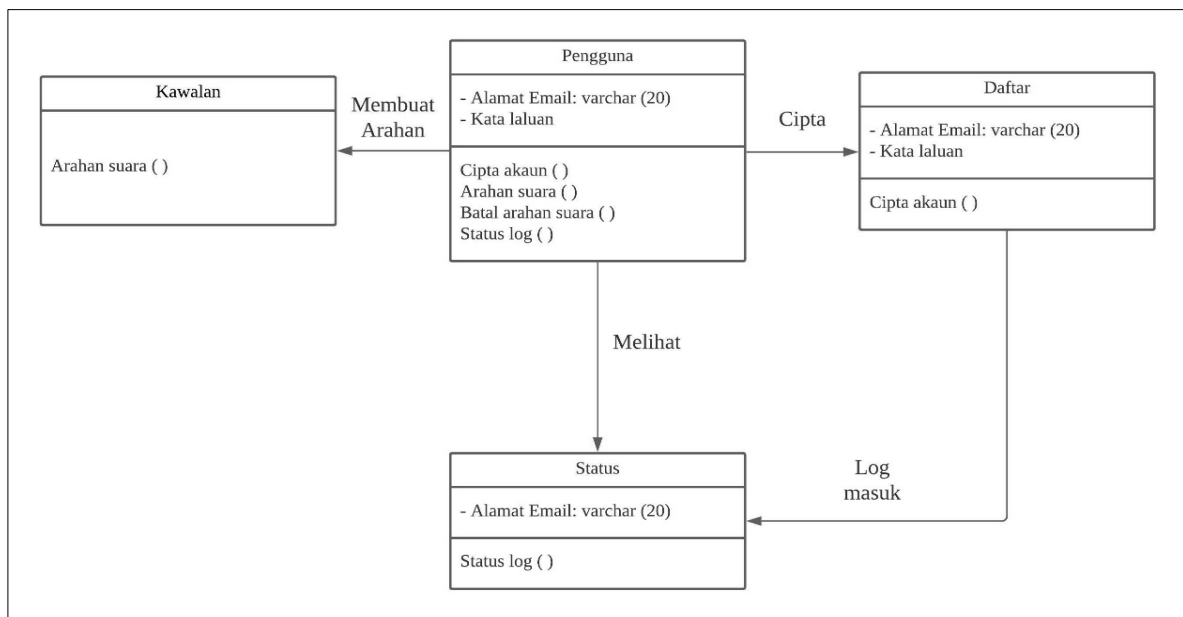 Kawalan
Arahan suara ( )
Membuat
Arahan
Pengguna
- Alamat Email: varchar (20)
- Kata laluan
Cipta akaun ( )
Arahan suara ( )
Batal arahan suara ( )
Status log ( )
Cipta
Daftar
- Alamat Email: varchar (20)
- Kata laluan
Cipta akaun ( )
Melihat
Status
- Alamat Email: varchar (20)
Status log ( )
Log
masuk